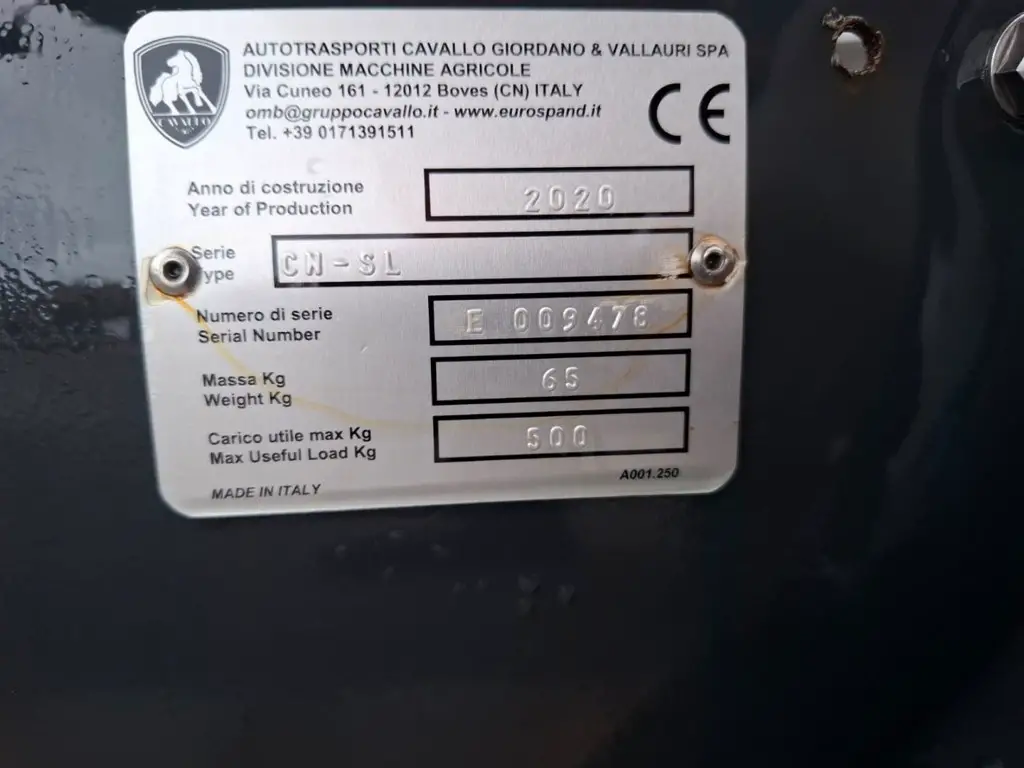 CAVALLO
AUTOTRASPORTI CAVALLO GIORDANO & VALLAURI SPA
DIVISIONE MACCHINE AGRICOLE
Via Cuneo 161 - 12012 Boves (CN) ITALY
omb@gruppocavallo.it - www.eurospand.it
Tel. +39 0171391511
CE
Anno di costruzione
Year of Production
2020
Serie
Type
CN-SL
Numero di serie
Serial Number
E 009478
Massa Kg
Weight Kg
65
Carico utile max Kg
Max Useful Load Kg
500
MADE IN ITALY
A001.250